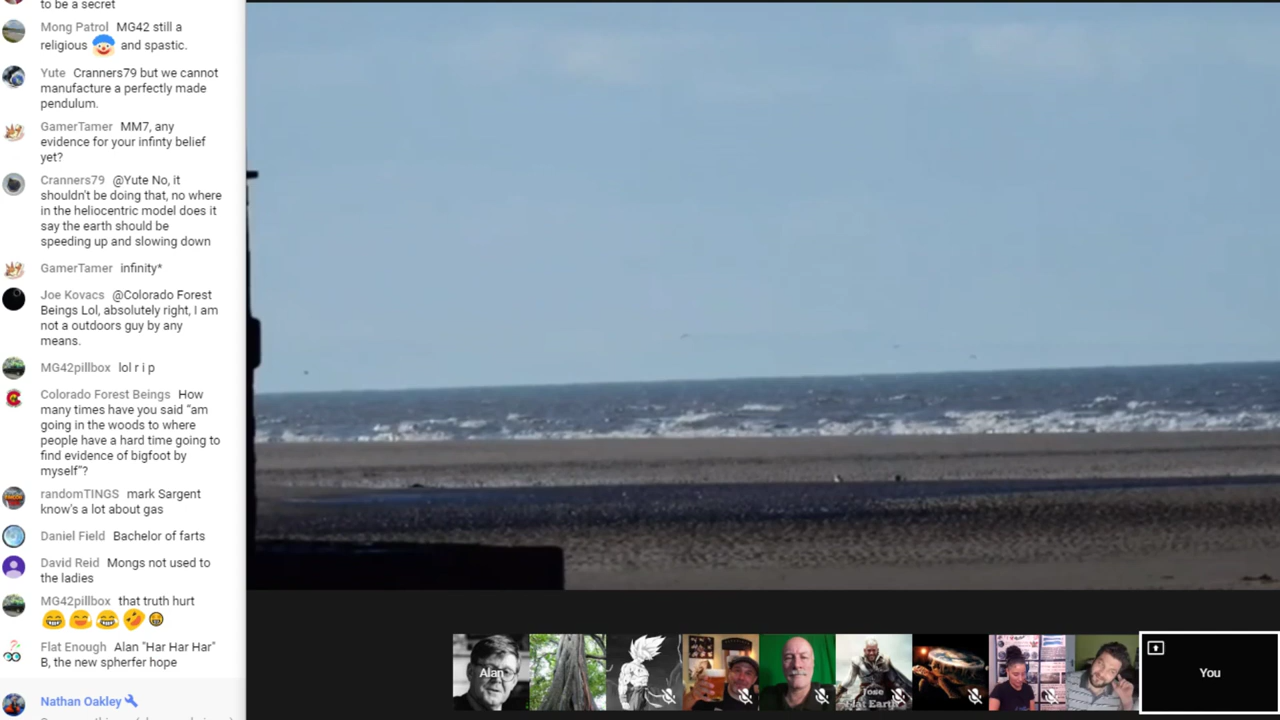 to be a secret
Mong Patrol MG42 still a
religious and spastic.
Yute Cranners79 but we cannot
manufacture a perfectly made
pendulum.
GamerTamer MM7, any
evidence for your infinty belief
yet?
Cranners79 @Yute No, it
shouldn't be doing that, no where
in the heliocentric model does it
say the earth should be
speeding up and slowing down
GamerTamer infinity*
Joe Kovacs @Colorado Forest
Beings Lol, absolutely right, I am
not a outdoors guy by any
means.
MG42pillbox lol r i p
Colorado Forest Beings How
many times have you said “am
going in the woods to where
people have a hard time going to
find evidence of bigfoot by
myself”?
randomTINGS mark Sargent
know's a lot about gas
Daniel Field Bachelor of farts
David Reid Mongs not used to
the ladies
MG42pillbox that truth hurt
Flat Enough Alan "Har Har Har"
B, the new spherfer hope
Nathan Oakley
Alan
Jose
Flat Earth
You